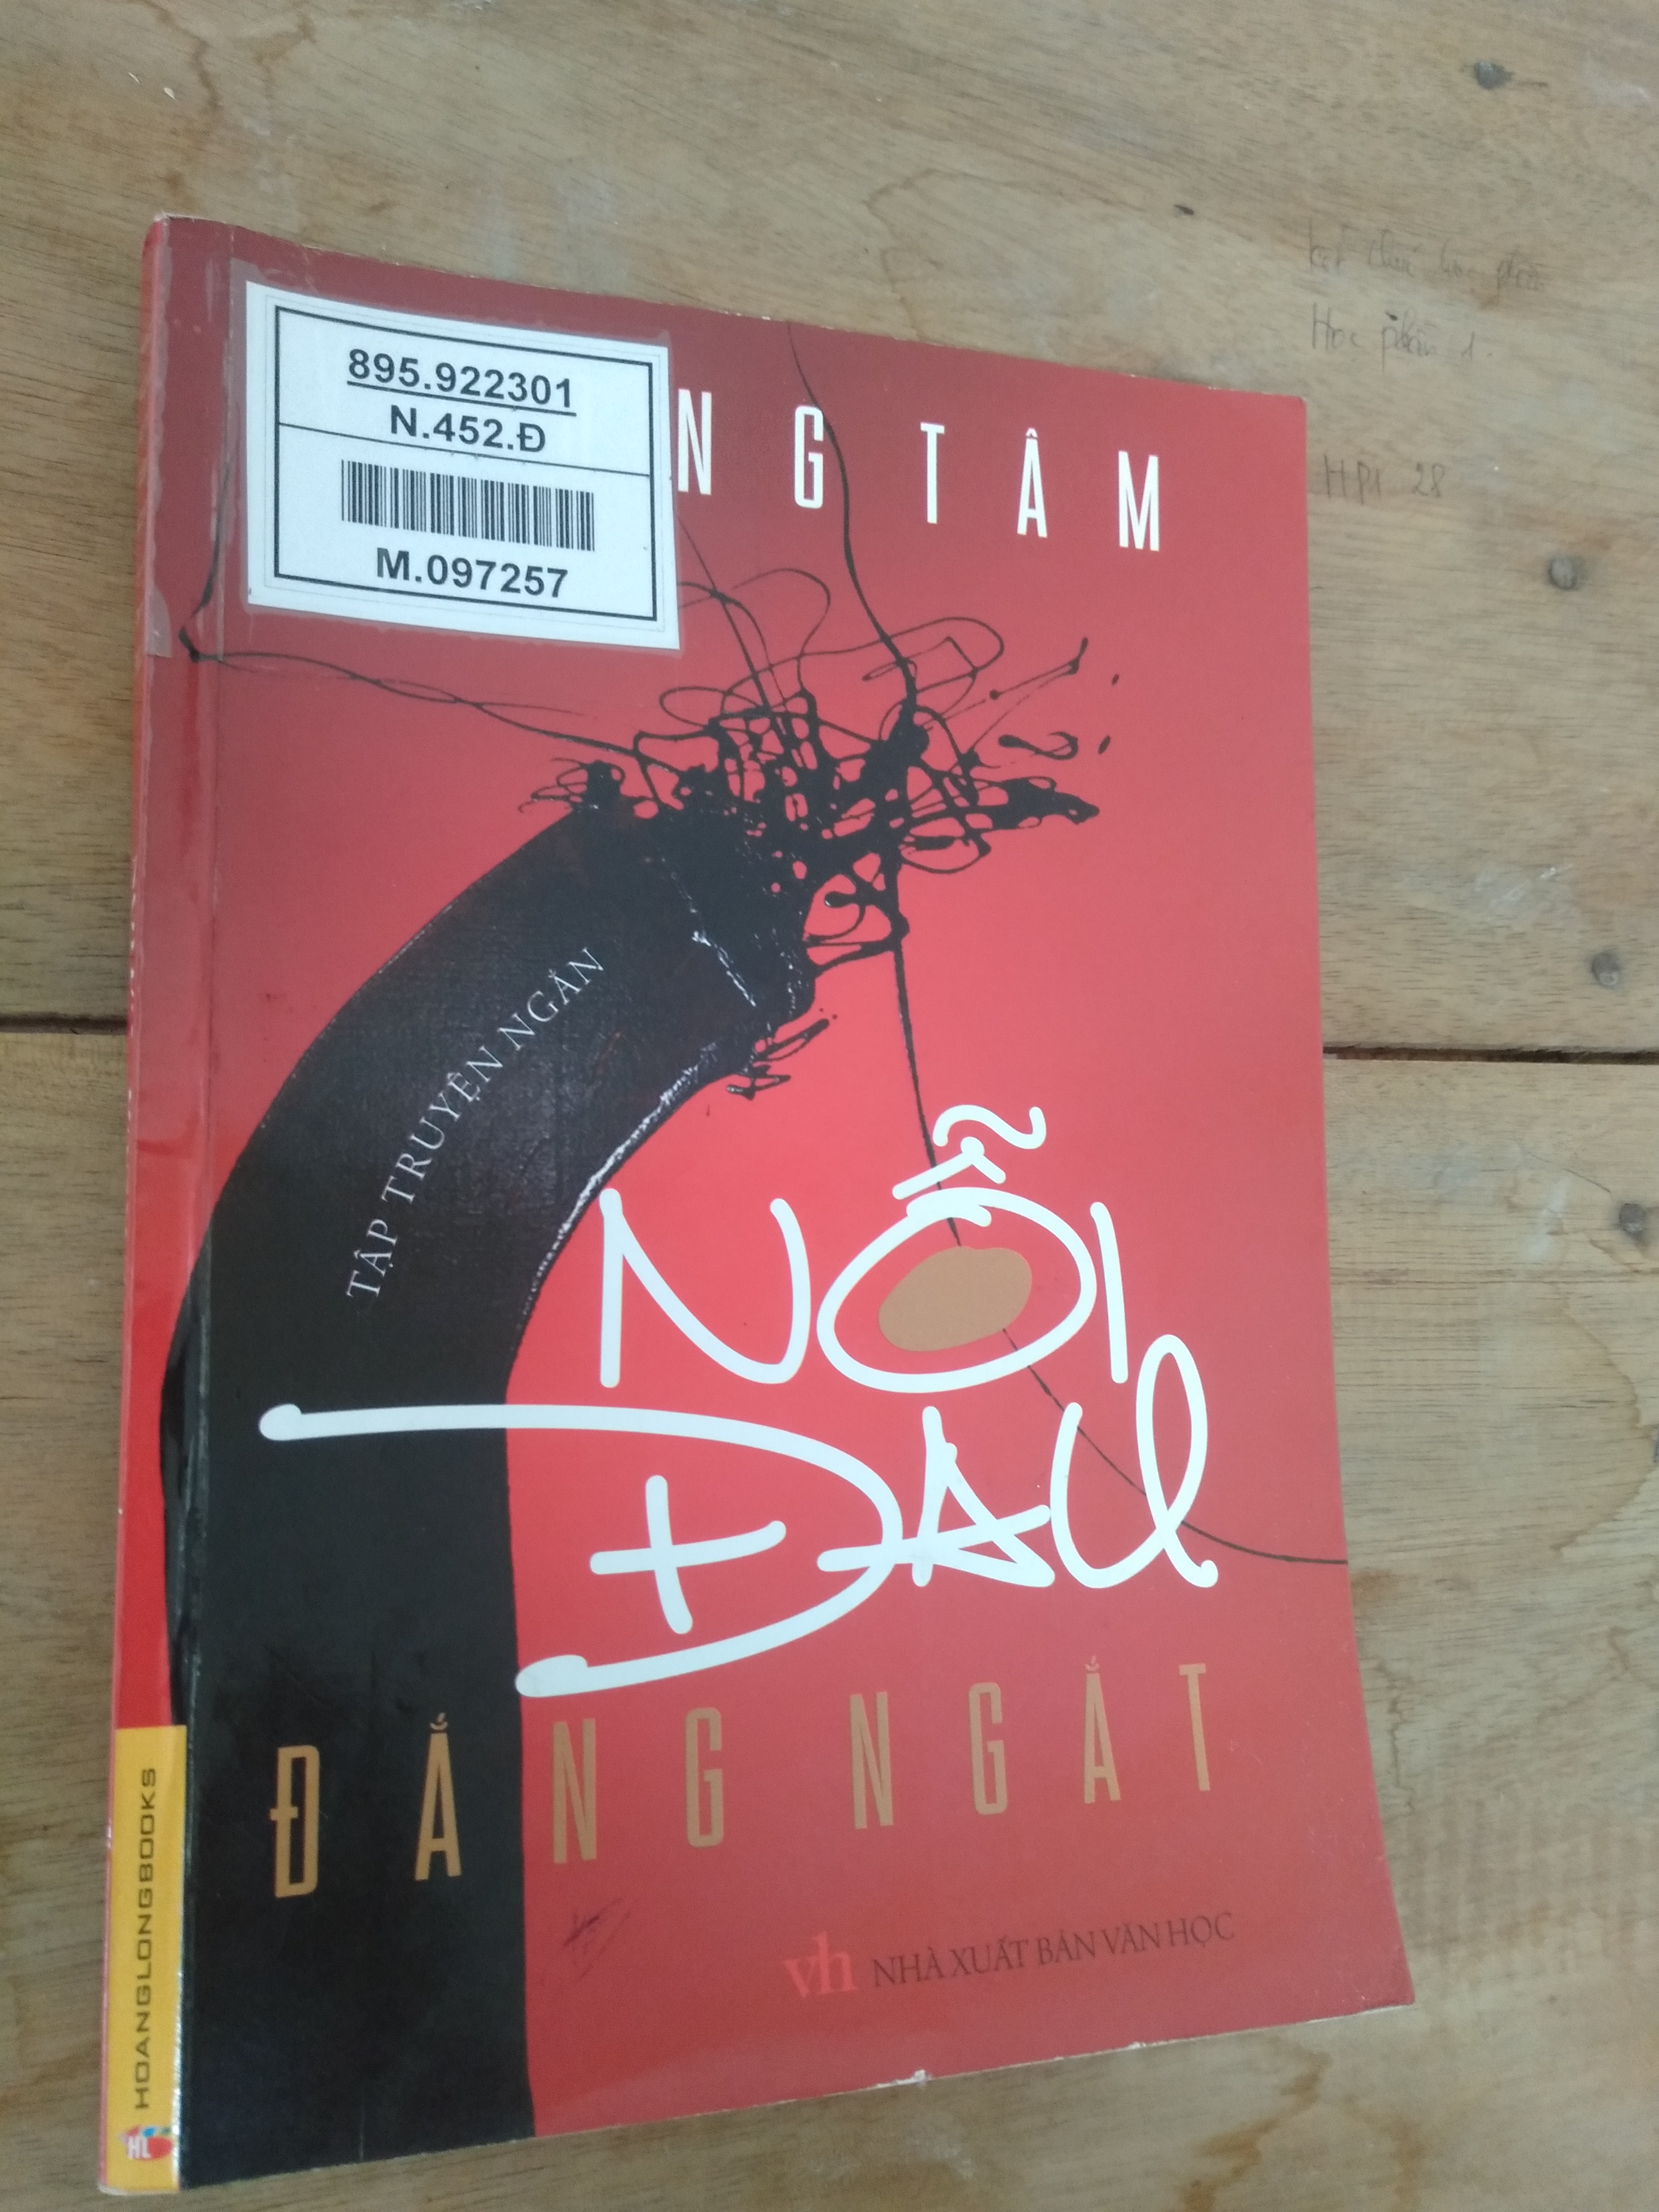 895.922301
N.452.Đ
M.097257
NG TÂM
TẬP TRUYỆN NGẮN
NỖI
ĐAU
ĐẮNG NGẮT
vh NHÀ XUẤT BẢN VĂN HỌC
HOANGLONGBOOKS
HL
Học phần 1.
HP1 28